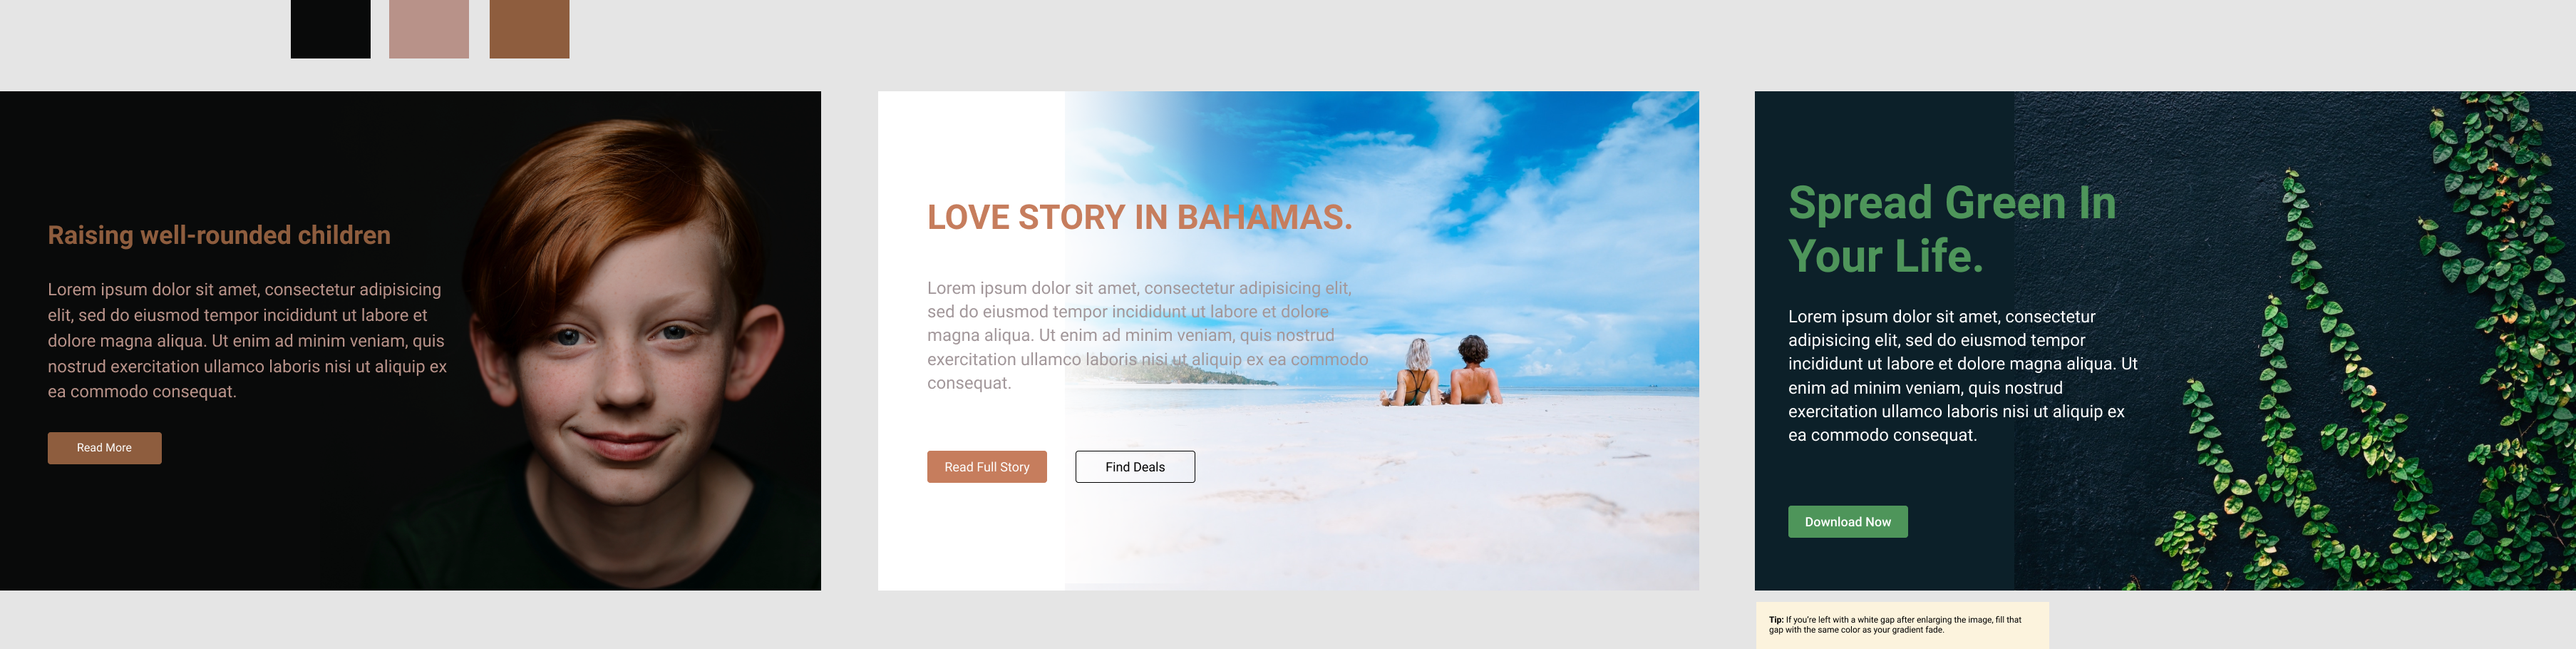 Raising well-rounded children
Lorem ipsum dolor sit amet, consectetur adipisicing
elit, sed do eiusmod tempor incididunt ut labore et
dolore magna aliqua. Ut enim ad minim veniam, quis
nostrud exercitation ullamco laboris nisi ut aliquip ex
ea commodo consequat.
Read More
LOVE STORY IN BAHAMAS.
Lorem ipsum dolor sit amet, consectetur adipisicing elit,
sed do eiusmod tempor incididunt ut labore et dolore
magna aliqua. Ut enim ad minim veniam, quis nostrud
exercitation ullamco laboris nisi ut aliquip ex ea commodo
consequat.
Read Full Story
Find Deals
Spread Green In
Your Life.
Lorem ipsum dolor sit amet, consectetur
adipisicing elit, sed do eiusmod tempor
incididunt ut labore et dolore magna aliqua. Ut
enim ad minim veniam, quis nostrud
exercitation ullamco laboris nisi ut aliquip ex
ea commodo consequat.
Download Now
Tip: If you're left with a white gap after enlarging the image, fill that
gap with the same color as your gradient fade.